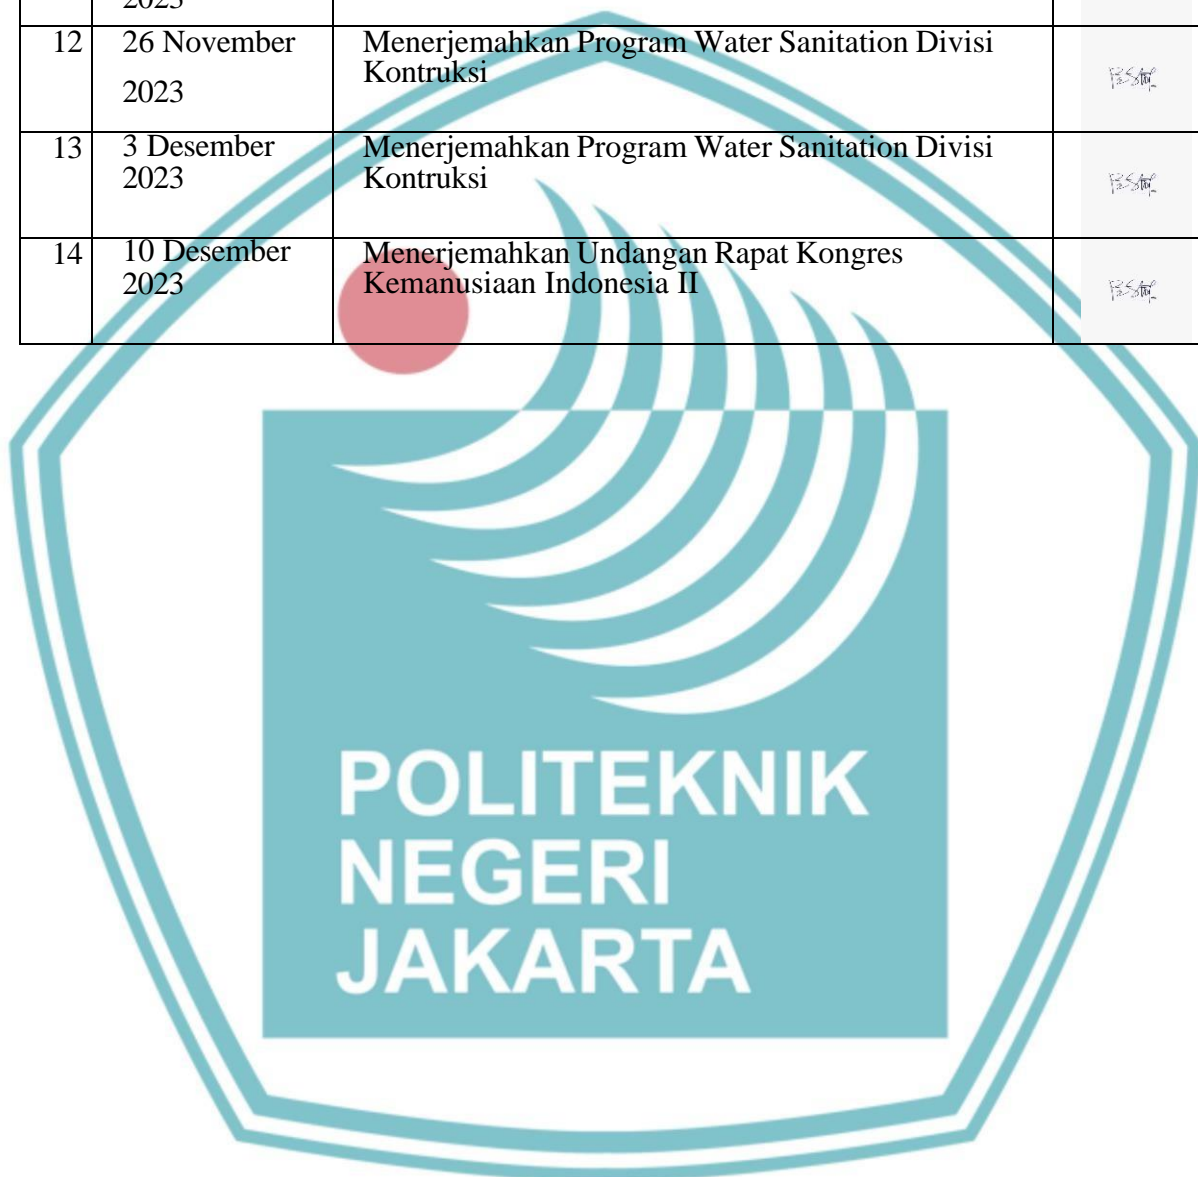 2023
12 26 November 2023 Menerjemahkan Program Water Sanitation Divisi
Kontruksi
13 3 Desember 2023 Menerjemahkan Program Water Sanitation Divisi
Kontruksi
14 10 Desember 2023 Menerjemahkan Undangan Rapat Kongres
Kemanusiaan Indonesia II
POLITEKNIK
NEGERI
JAKARTA